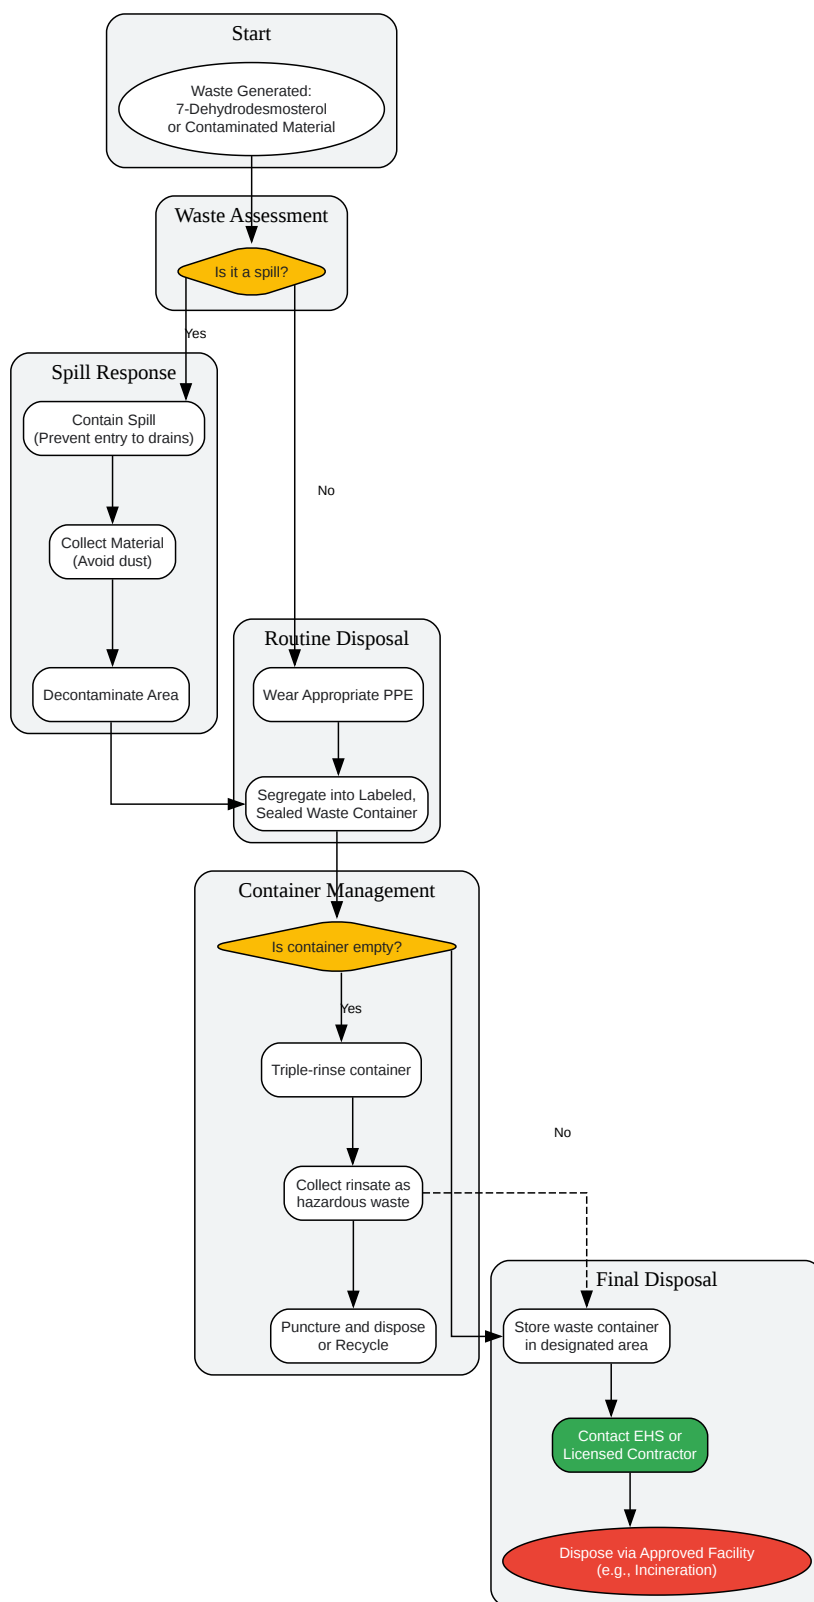 Start
Waste Generated:
7-Dehydrodesmosterol
or Contaminated Material
Waste Assessment
Is it a spill?
Yes
Spill Response
Contain Spill
(Prevent entry to drains)
No
Collect Material
(Avoid dust)
Routine Disposal
Decontaminate Area
Wear Appropriate PPE
Segregate into Labeled,
Sealed Waste Container
Container Management
Is container empty?
Yes
Triple-rinse container
No
Collect rinsate as
hazardous waste
Final Disposal
Puncture and dispose
or Recycle
Store waste container
in designated area
Contact EHS or
Licensed Contractor
Dispose via Approved Facility
(e.g., Incineration)